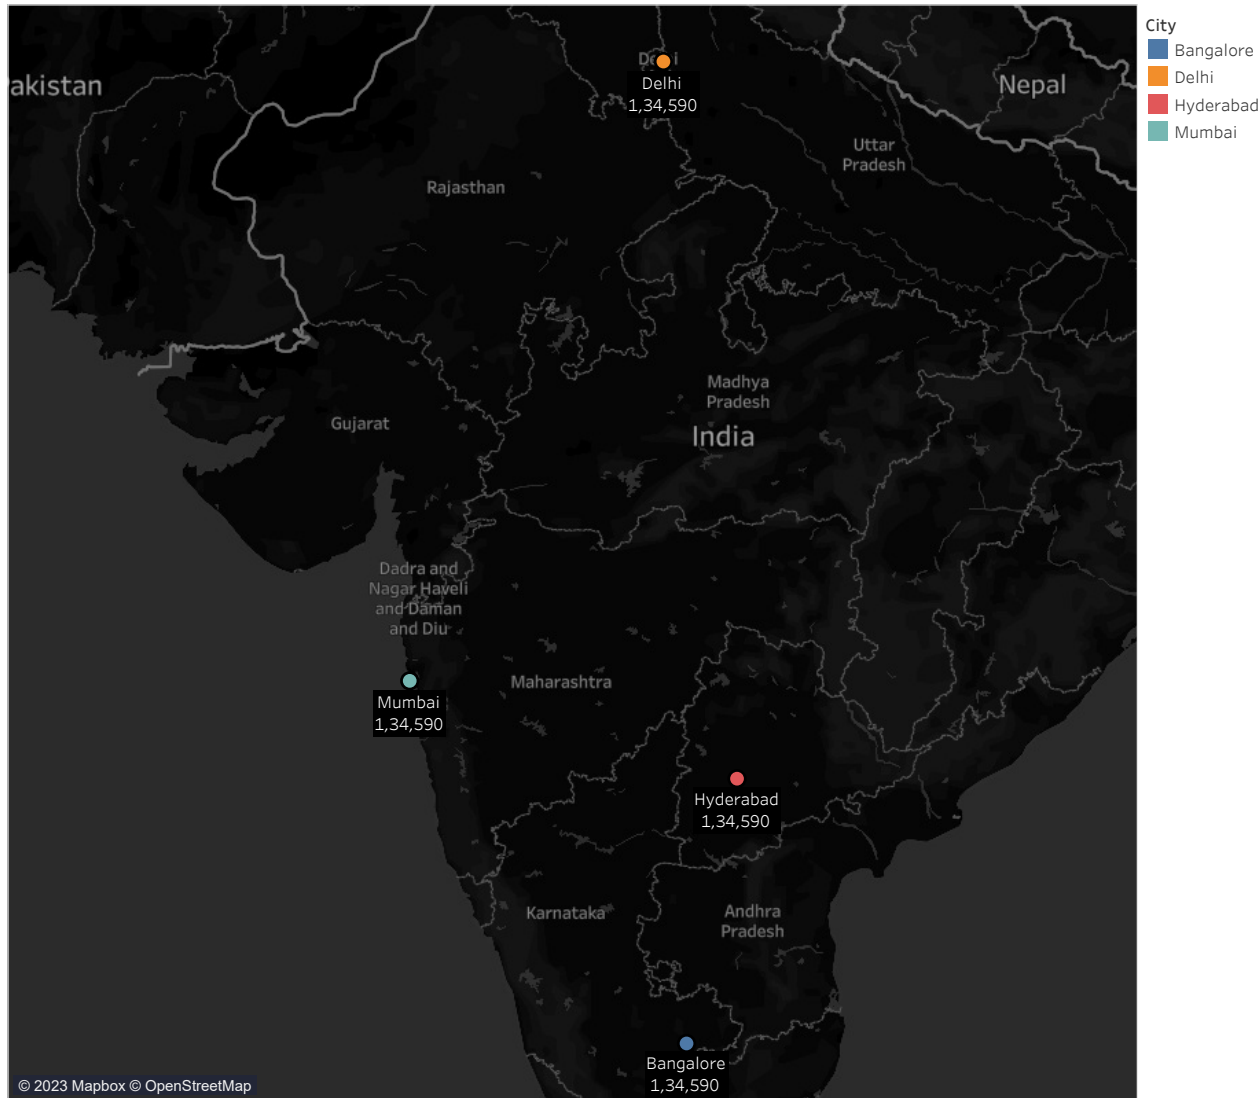 City
Bangalore
Delhi
Hyderabad
Mumbai
akistan
Nepal
Delhi
1,34,590
Uttar
Pradesh
Rajasthan
Madhya
Pradesh
India
Gujarat
Dadra and
Nagar Haveli
and Daman
and Diu
Maharashtra
Mumbai
1,34,590
Hyderabad
1,34,590
Karnataka
Andhra
Pradesh
Bangalore
1,34,590
© 2023 Mapbox © OpenStreetMap